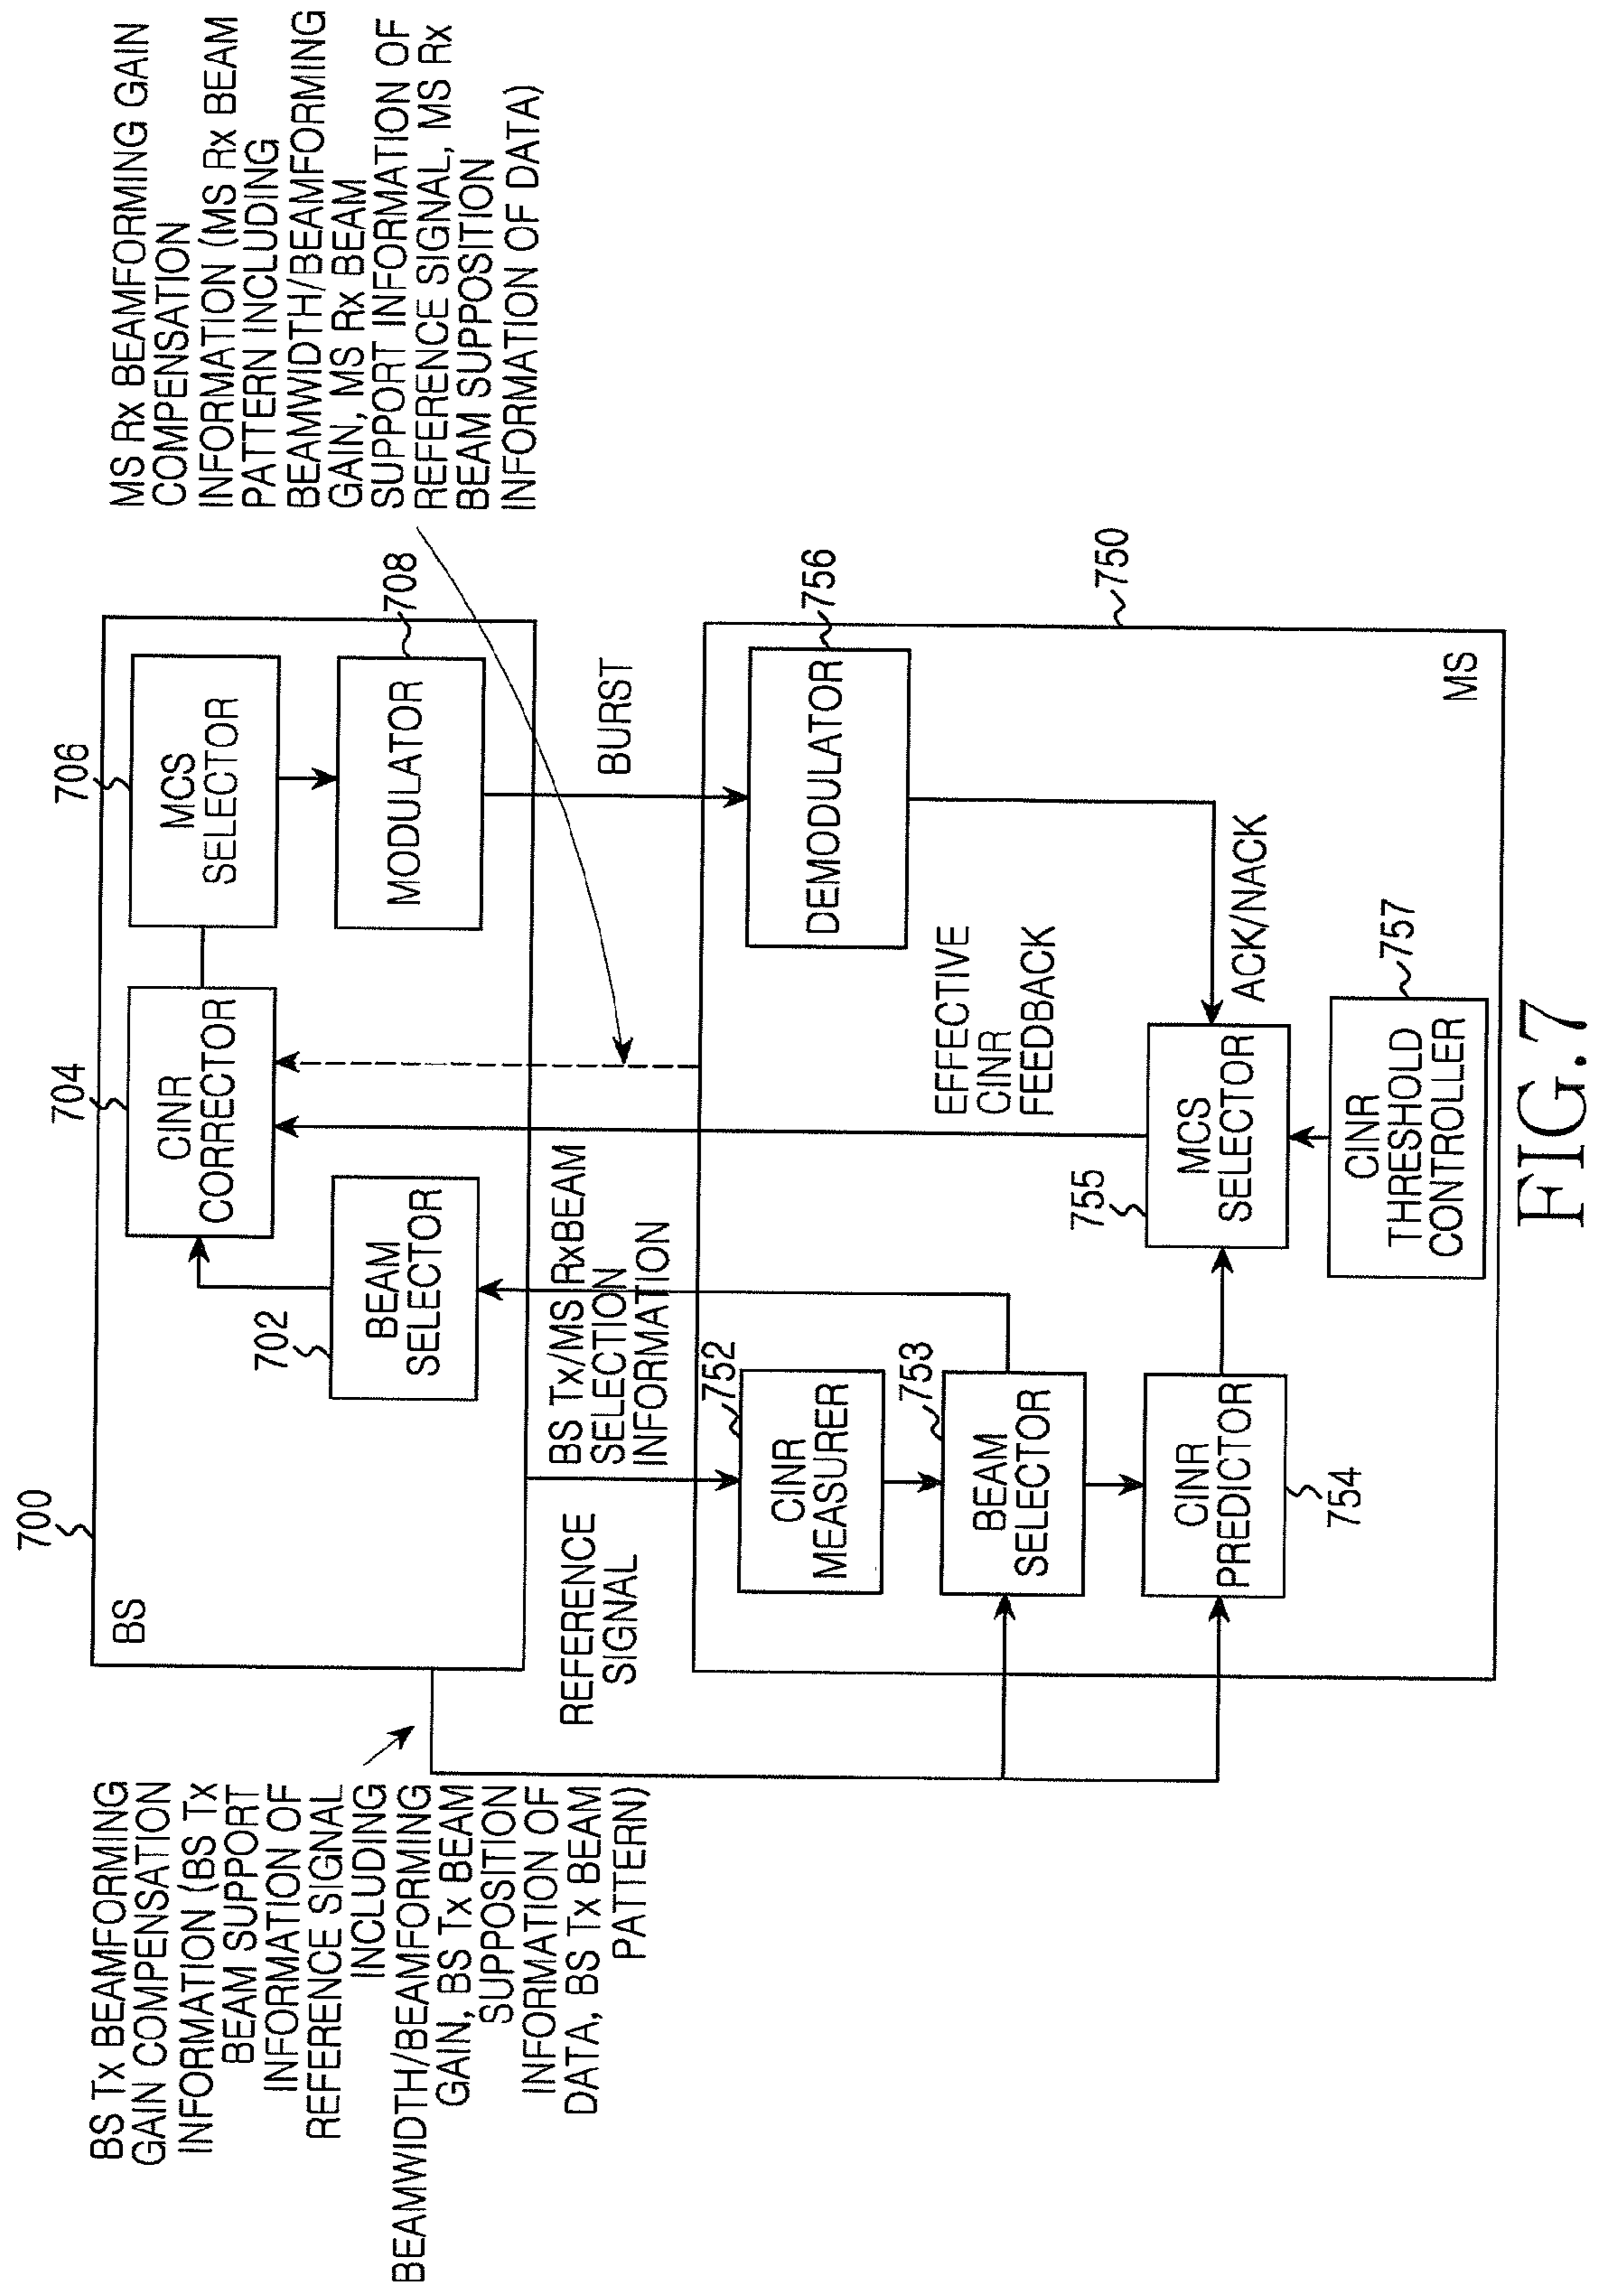 BS Tx BEAMFORMING
GAIN COMPENSATION
INFORMATION (BS Tx
BEAM SUPPORT
INFORMATION OF
REFERENCE SIGNAL
INCLUDING
BEAMWIDTH/BEAMFORMING
GAIN, BS Tx BEAM
SUPPOSITION
INFORMATION OF
DATA, BS Tx BEAM
PATTERN)
700
BS
702
BEAM
SELECTOR
704
CINR
CORRECTOR
706
MCS
SELECTOR
708
MODULATOR
MS Rx BEAMFORMING GAIN
COMPENSATION
INFORMATION (MS Rx BEAM
PATTERN INCLUDING
BEAMWIDTH/BEAMFORMING
GAIN, MS Rx BEAM
SUPPORT INFORMATION OF
REFERENCE SIGNAL, MS Rx
BEAM SUPPOSITION
INFORMATION OF DATA)
REFERENCE
SIGNAL
BS Tx/MS RxBEAM
SELECTION
INFORMATION
BURST
752
CINR
MEASURER
753
BEAM
SELECTOR
CINR
PREDICTOR
754
EFFECTIVE
CINR
FEEDBACK
755
MCS
SELECTOR
756
DEMODULATOR
ACK/NACK
757
CINR
THRESHOLD
CONTROLLER
750
MS
FIG.7